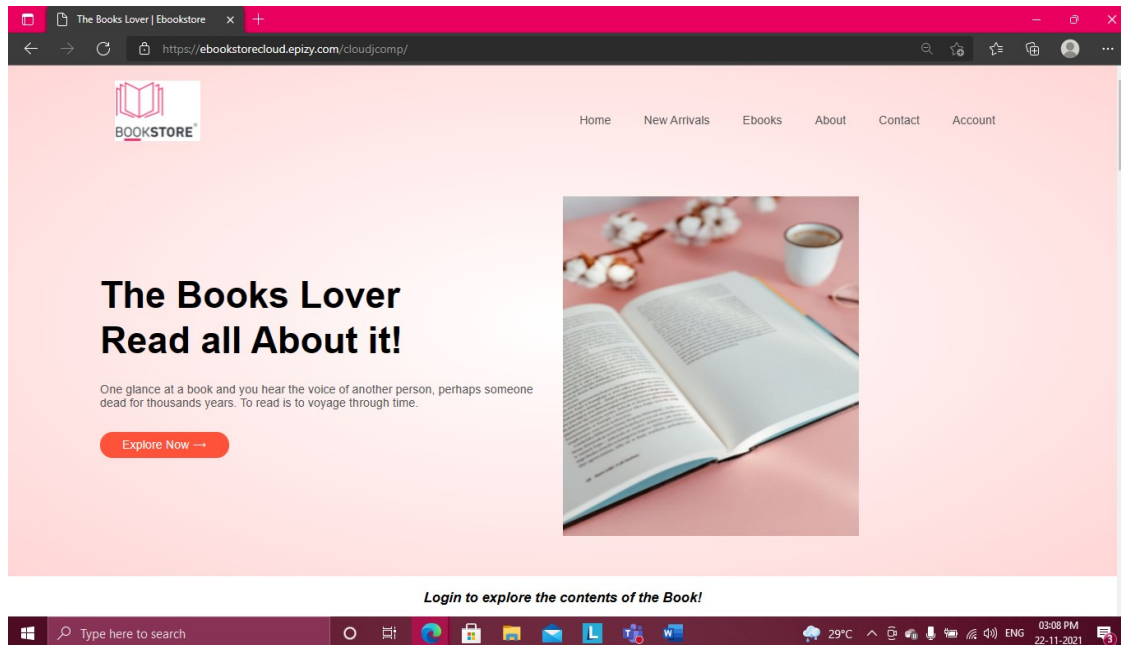 The Books Lover | Ebookstore
https://ebookstorecloud.epizy.com/cloudjcomp/
BOOKSTORE
Home New Arrivals Ebooks About Contact Account
The Books Lover
Read all About it!
One glance at a book and you hear the voice of another person, perhaps someone
dead for thousands years. To read is to voyage through time.
Explore Now →
Login to explore the contents of the Book!
Type here to search
L
W
29°C
ENG
03:08 PM
22-11-2021
3